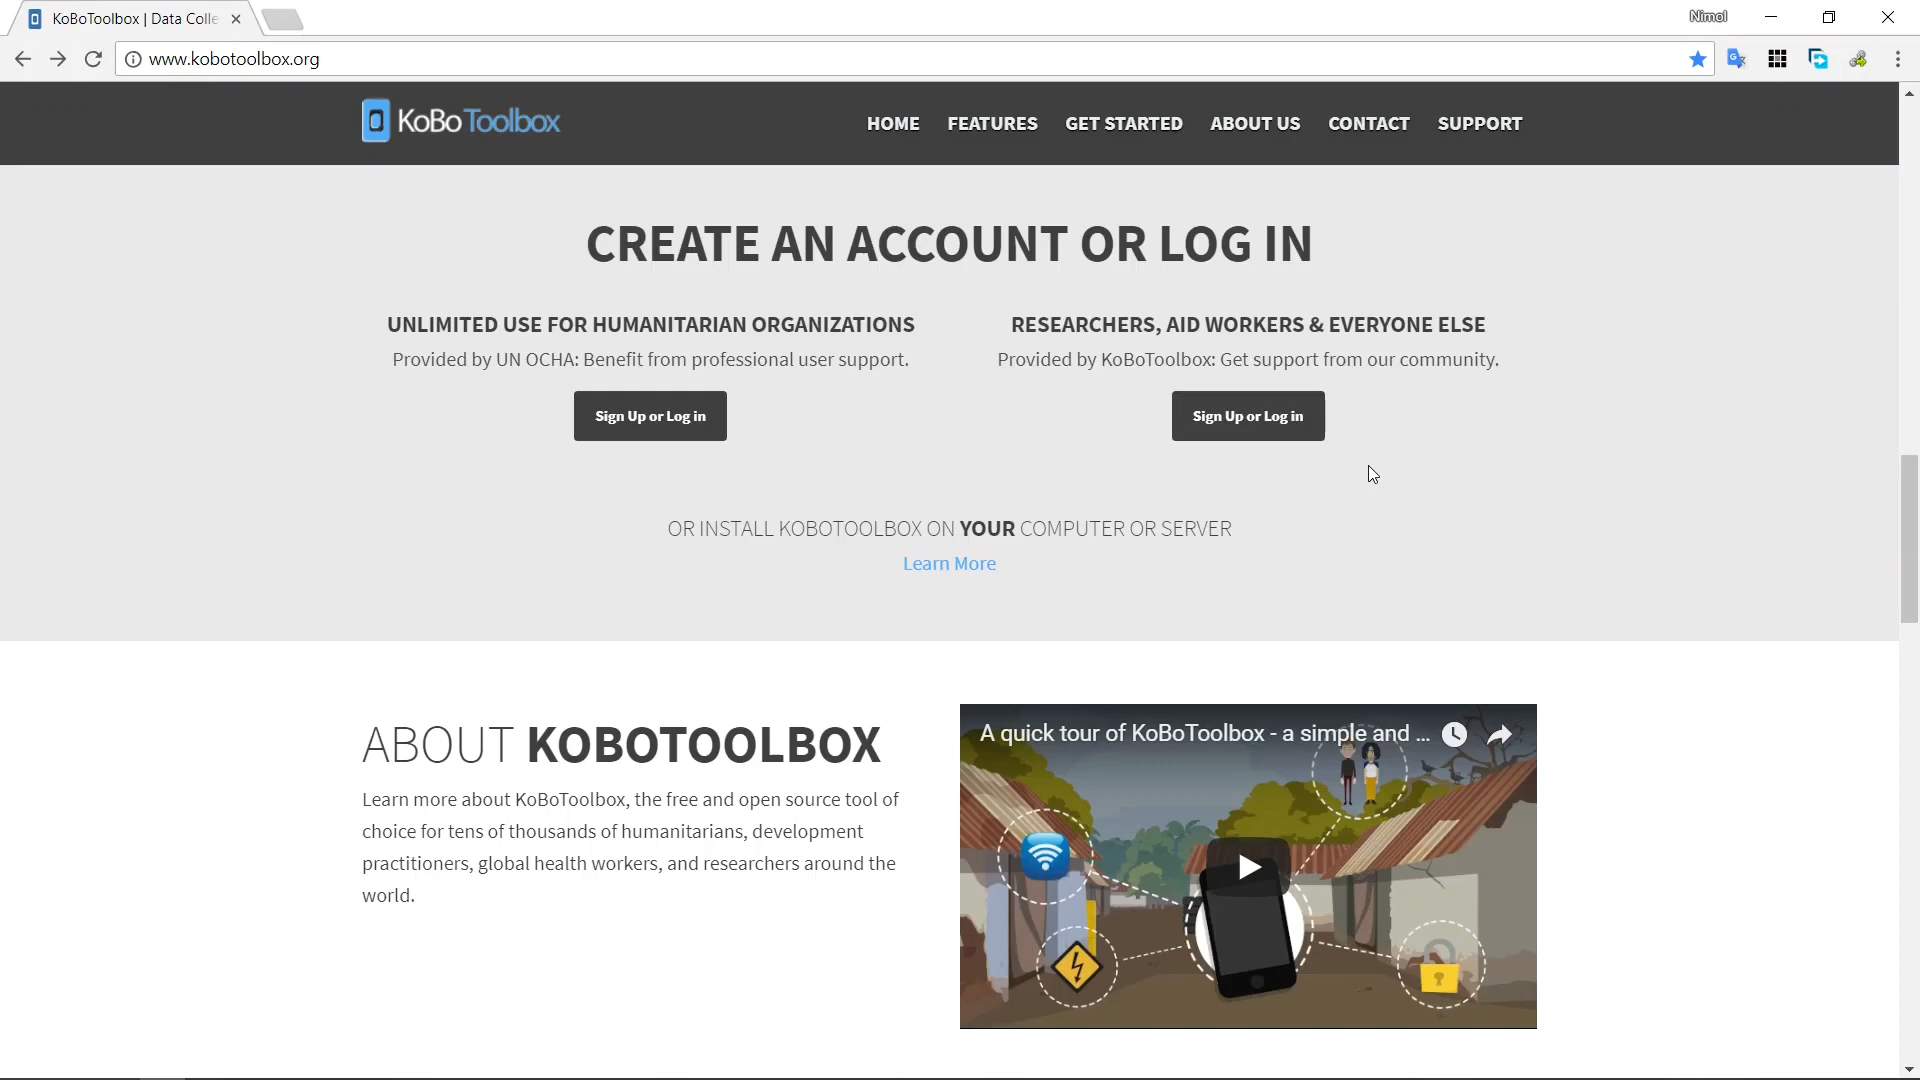 KoBoToolbox | Data Colle
Nimol
www.kobotoolbox.org
KoBoToolbox
HOME FEATURES GET STARTED ABOUT US CONTACT SUPPORT
CREATE AN ACCOUNT OR LOG IN
UNLIMITED USE FOR HUMANITARIAN ORGANIZATIONS
Provided by UN OCHA: Benefit from professional user support.
Sign Up or Log in
RESEARCHERS, AID WORKERS & EVERYONE ELSE
Provided by KoBoToolbox: Get support from our community.
Sign Up or Log in
OR INSTALL KOBOTOOLBOX ON YOUR COMPUTER OR SERVER
Learn More
ABOUT KOBOTOOLBOX
Learn more about KoBoToolbox, the free and open source tool of
choice for tens of thousands of humanitarians, development
practitioners, global health workers, and researchers around the
world.
A quick tour of KoBoToolbox - a simple and ...